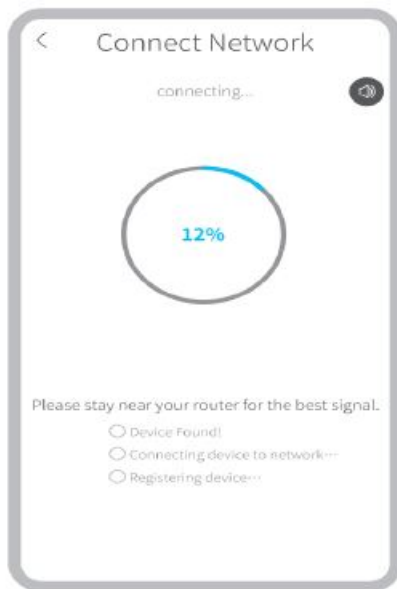 Connect Network
connecting...
12%
Please stay near your router for the best signal.
Device Found!
Connecting device to network···
Registering device···